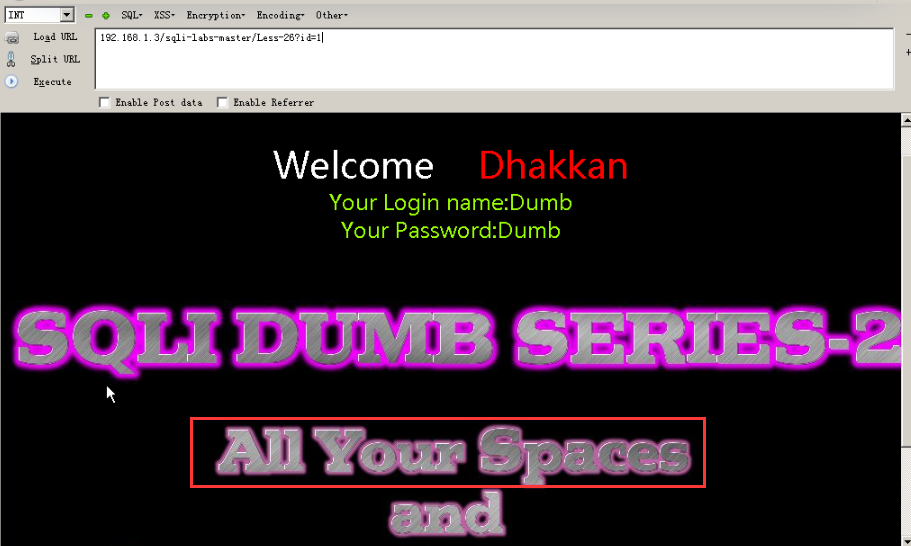 INT SQL▾ XSS▾ Encryption▾ Encoding▾ Other▾
Load URL 192.168.1.3/sqli-labs-master/Less-26?id=1
Split URL
Execute
Enable Post data Enable Referrer
Welcome Dhakkan
Your Login name:Dumb
Your Password:Dumb
SQLI DUMB SERIES-2
All Your Spaces
and